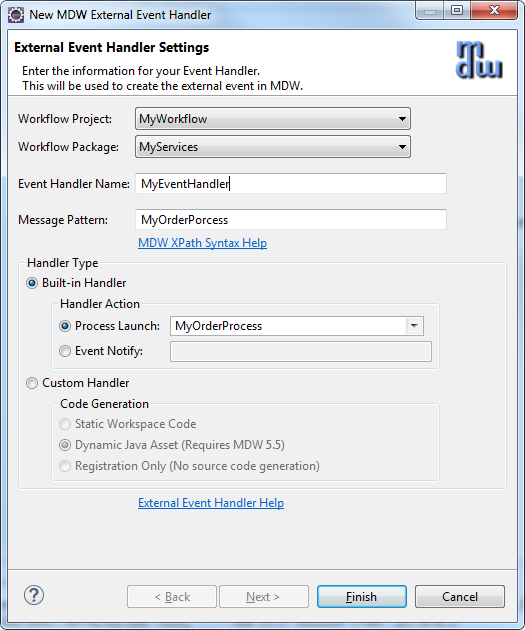 New MDW External Event Handler
External Event Handler Settings
mdw
Enter the information for your Event Handler.
This will be used to create the external event in MDW.
Workflow Project: MyWorkflow
Workflow Package: MyServices
Event Handler Name: MyEventHandler
Message Pattern: MyOrderPorcess
MDW XPath Syntax Help
Handler Type
Built-in Handler
Handler Action
Process Launch: MyOrderProcess
Event Notify:
Custom Handler
Code Generation
Static Workspace Code
Dynamic Java Asset (Requires MDW 5.5)
Registration Only (No source code generation)
External Event Handler Help
? < Back Next > Finish Cancel